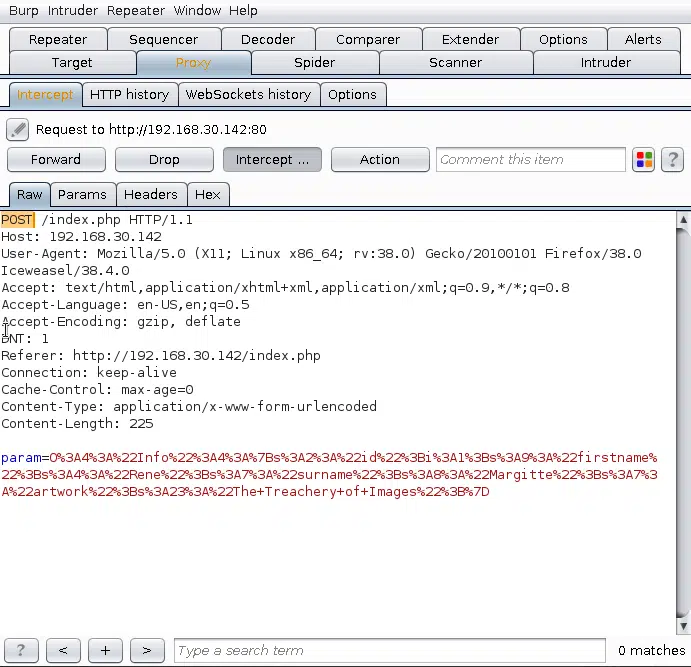 Burp Intruder Repeater Window Help
Repeater Sequencer Decoder Comparer Extender Options Alerts
Target Proxy Spider Scanner Intruder
Intercept HTTP history WebSockets history Options
Request to http://192.168.30.142:80
Forward Drop Intercept ... Action Comment this item ?
Raw Params Headers Hex
POST /index.php HTTP/1.1
Host: 192.168.30.142
User-Agent: Mozilla/5.0 (X11; Linux x86_64; rv:38.0) Gecko/20100101 Firefox/38.0
Iceweasel/38.4.0
Accept: text/html,application/xhtml+xml,application/xml;q=0.9,*/*;q=0.8
Accept-Language: en-US,en;q=0.5
Accept-Encoding: gzip, deflate
DNT: 1
Referer: http://192.168.30.142/index.php
Connection: keep-alive
Cache-Control: max-age=0
Content-Type: application/x-www-form-urlencoded
Content-Length: 225
param=O%3A4%3A%22Info%22%3A4%3A%7Bs%3A2%3A%22id%22%3Bi%3A1%3Bs%3A9%3A%22firstname%
22%3Bs%3A4%3A%22Rene%22%3Bs%3A7%3A%22surname%22%3Bs%3A8%3A%22Margitte%22%3Bs%3A7%3
A%22artwork%22%3Bs%3A23%3A%22The+Treachery+of+Images%22%3B%7D
? < + > Type a search term 0 matches